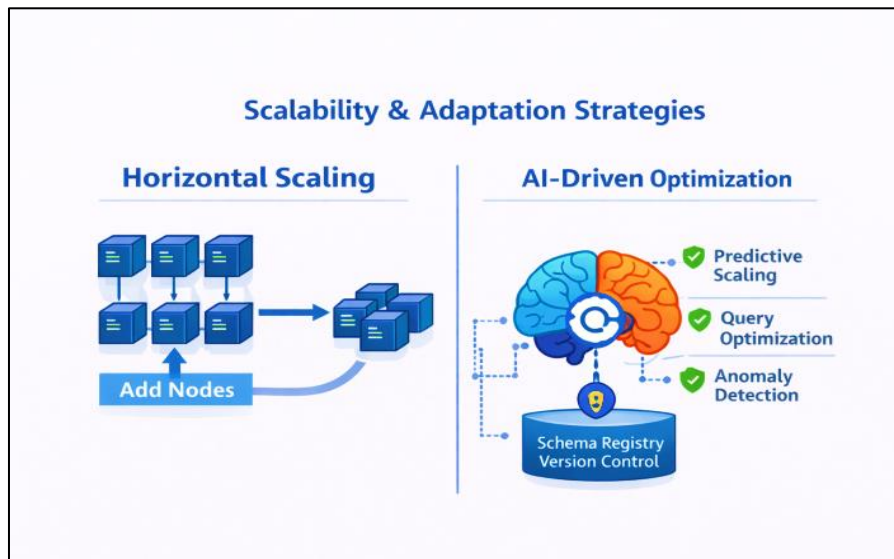 Scalability & Adaptation Strategies
Horizontal Scaling
Add Nodes
AI-Driven Optimization
Predictive
Scaling
Query
Optimization
Anomaly
Detection
Schema Registry
Version Control